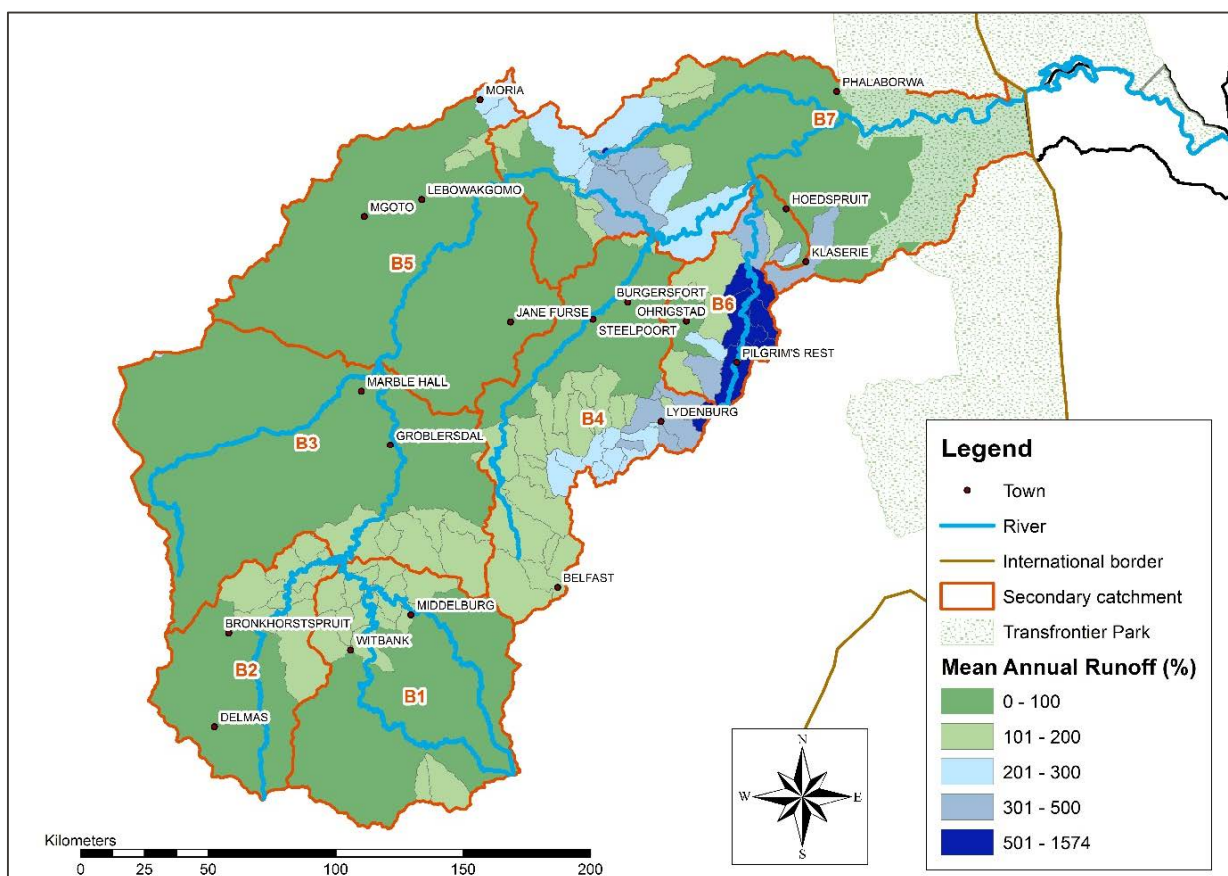 MORIA
PHALABORWA
B7
LEBOWAKGOMO
MGOTO
HOEDSPRUIT
KLASERIE
B5
BURGERSFORT
B6
OHRIGSTAD
JANE FURSE
STEELPOORT
PILGRIM'S REST
MARBLE HALL
LYDENBURG
B4
B3
GROBLERSDAL
BELFAST
MIDDELBURG
BRONKHORSTSPRUIT
WITBANK
B2
B1
DELMAS
Legend
Town
River
International border
Secondary catchment
Transfrontier Park
Mean Annual Runoff (%)
0 - 100
101 - 200
201 - 300
301 - 500
501 - 1574
N
W E
S
Kilometers
0 25 50 100 150 200